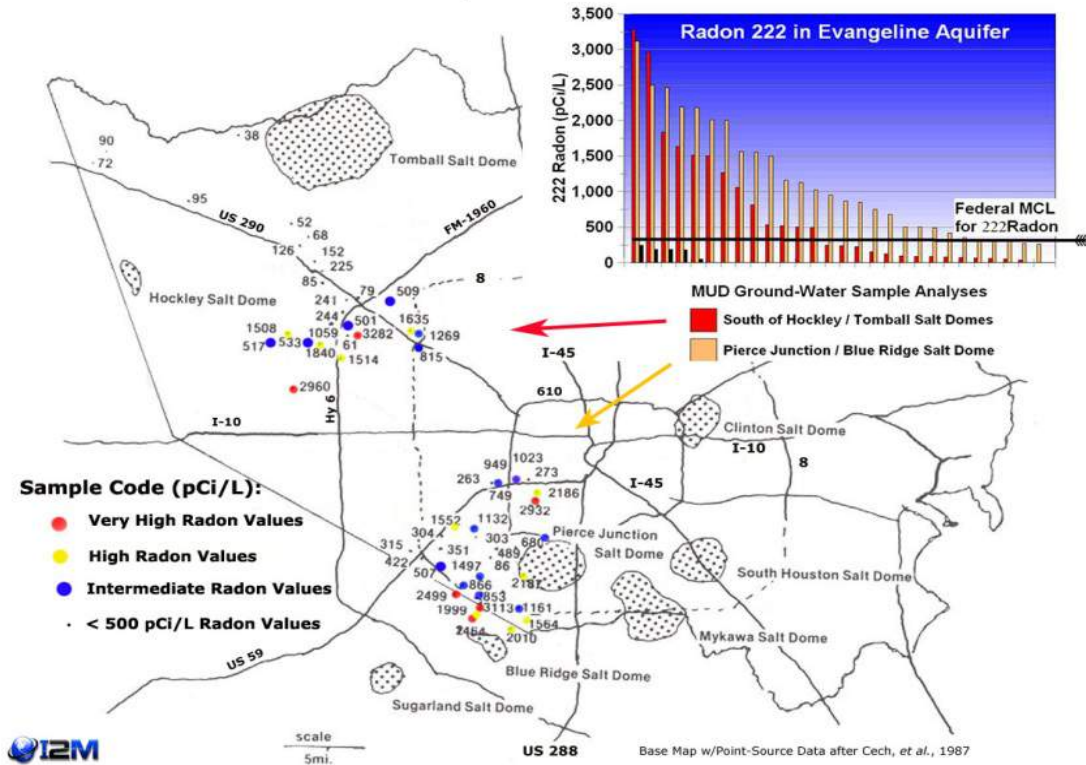 3,500
3,000
2,500
2,000
1,500
1,000
500
0
222 Radon (pCi/L)
Radon 222 in Evangeline Aquifer
Federal MCL
for 222Radon
MUD Ground-Water Sample Analyses
South of Hockley / Tomball Salt Domes
Pierce Junction / Blue Ridge Salt Dome
38
90
72
Tomball Salt Dome
95
US 290
52
FM-1960
68
126
152
225
8
85
Hockley Salt Dome
79
509
241
244
501
1635
1508
1059
3282
1269
517
533
61
1840
1514
815
I-45
2960
Hy 6
610
I-10
Clinton Salt Dome
I-10
8
I-45
1023
949
273
263
749
2186
2932
Sample Code (pCi/L):
Very High Radon Values
High Radon Values
Intermediate Radon Values
< 500 pCi/L Radon Values
1552
1132
304
303
680
Pierce Junction
Salt Dome
315
351
489
422
1497
86
507
2187
South Houston Salt Dome
866
2499
853
1999
3113
1161
1564
2010
Mykawa Salt Dome
US 59
Blue Ridge Salt Dome
Sugarland Salt Dome
I2M
scale
5mi.
US 288
Base Map w/Point-Source Data after Cech, et al., 1987